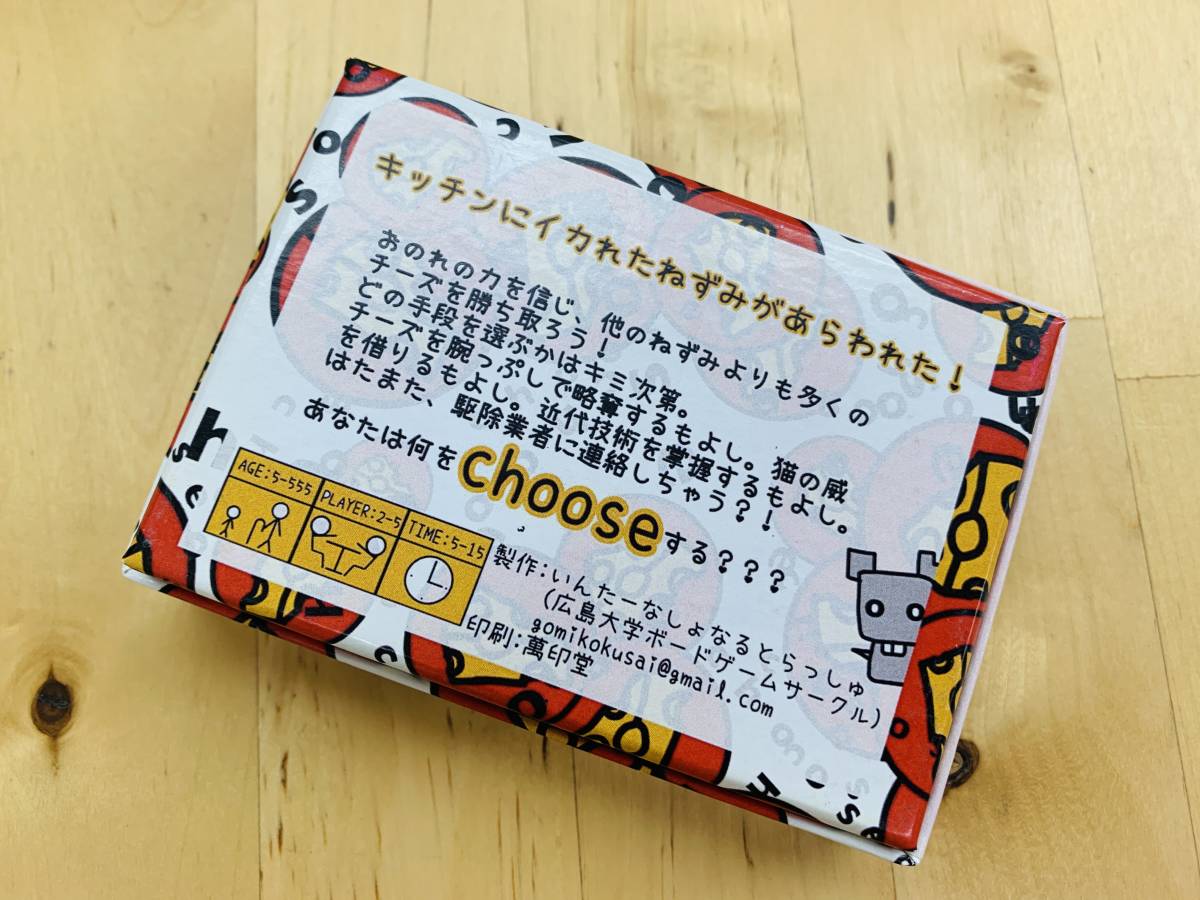 キッチンにイカれたねずみがあらわれた！
おのれの力を信じ、他のねずみよりも多くの
チーズを勝ち取ろう！
どの手段を選ぶかはキミ次第。
チーズを腕っぷしで略奪するもよし。猫の威
を借りるもよし。近代技術を掌握するもよし。
はたまた、駆除業者に連絡しちゃう？！
あなたは何をchooseする？？？
AGE:5-555
PLAYER:2-5
TIME:5-15
製作：いんたーなしょなるとらっしゅ
（広島大学ボードゲームサークル）
gomikokusai@gmail.com
印刷：萬印堂